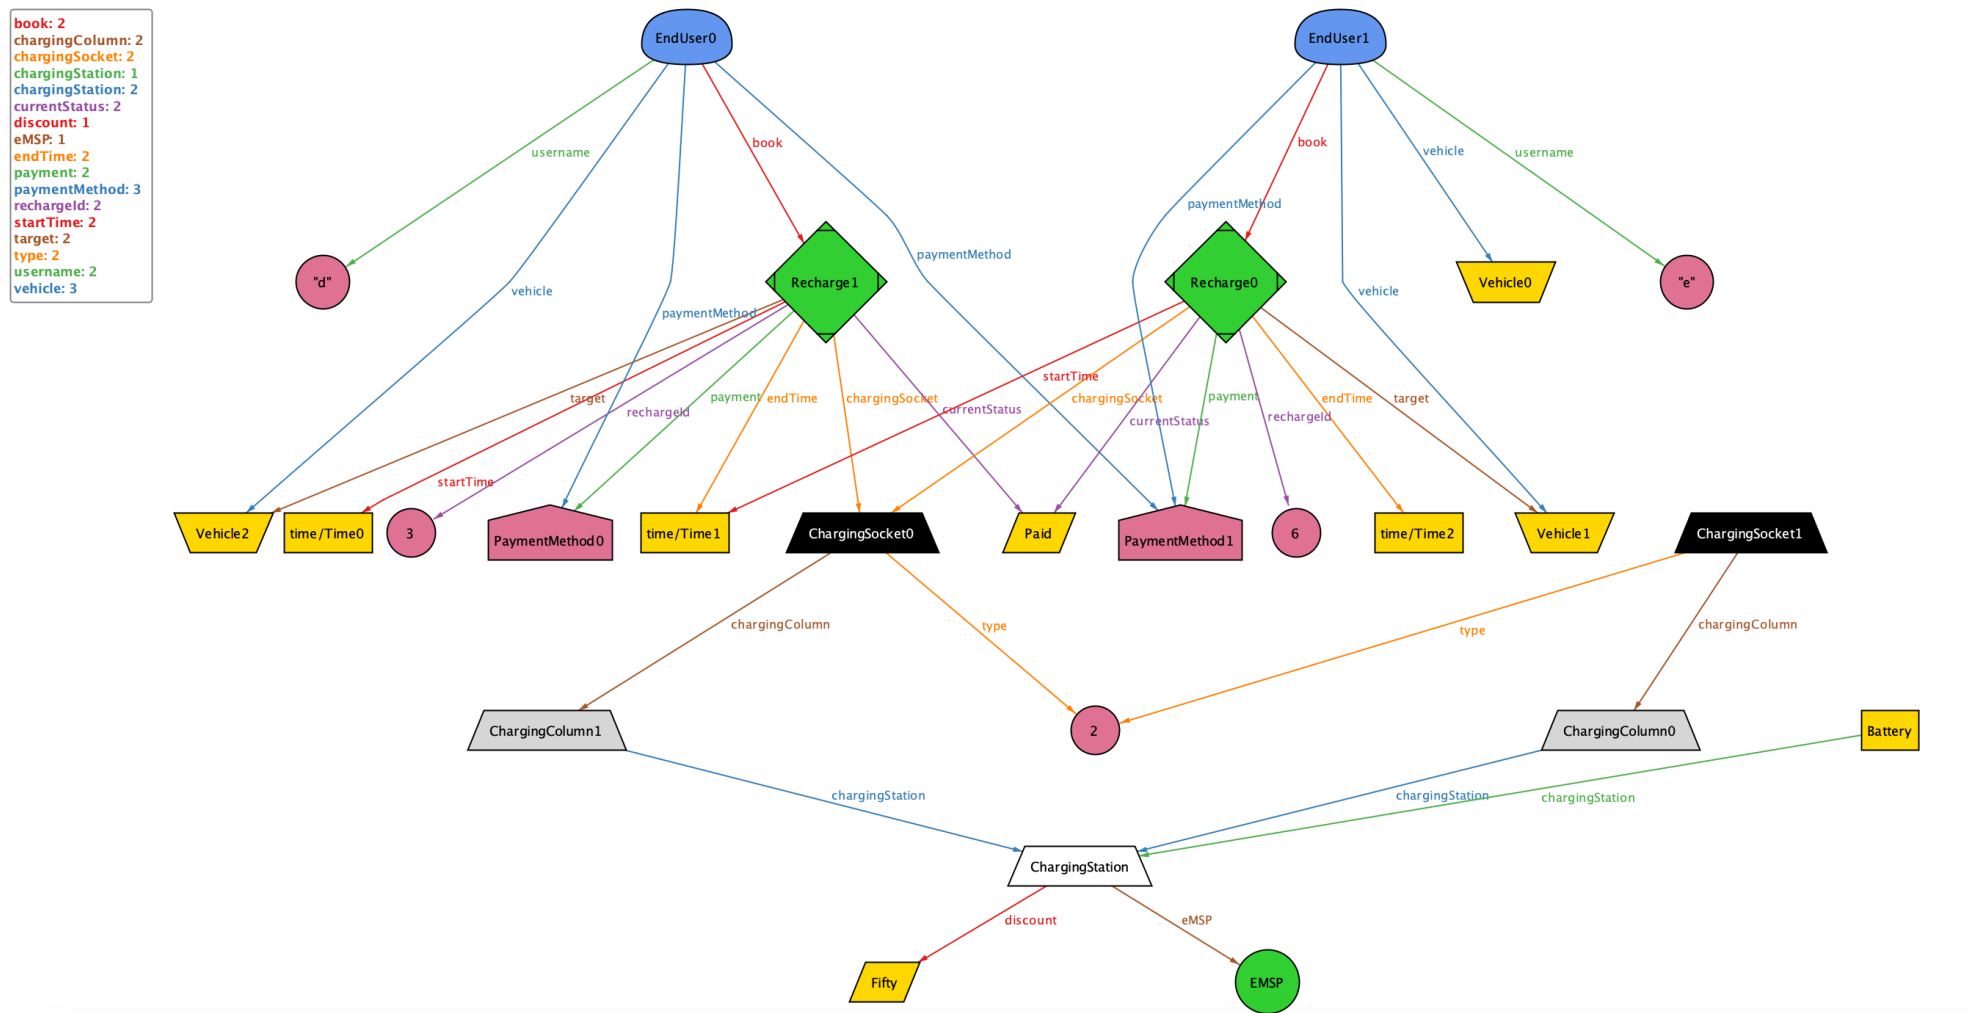 book: 2
chargingColumn: 2
chargingSocket: 2
chargingStation: 1
chargingStation: 2
currentStatus: 2
discount: 1
eMSP: 1
endTime: 2
payment: 2
paymentMethod: 3
rechargeId: 2
startTime: 2
target: 2
type: 2
username: 2
vehicle: 3
EndUser0
EndUser1
book
book
vehicle
username
username
paymentMethod
paymentMethod
"d"
Recharge1
Recharge0
Vehicle0
"e"
vehicle
vehicle
paymentMethod
startTime
target
payment
endTime
chargingSocket
chargingSocket
payment
endTime
target
rechargeId
currentStatus
currentStatus
rechargeId
startTime
Vehicle2
time/Time0
3
PaymentMethod0
time/Time1
ChargingSocket0
Paid
PaymentMethod1
6
time/Time2
Vehicle1
ChargingSocket1
chargingColumn
type
type
chargingColumn
ChargingColumn1
2
ChargingColumn0
Battery
chargingStation
chargingStation
chargingStation
ChargingStation
discount
eMSP
Fifty
EMSP